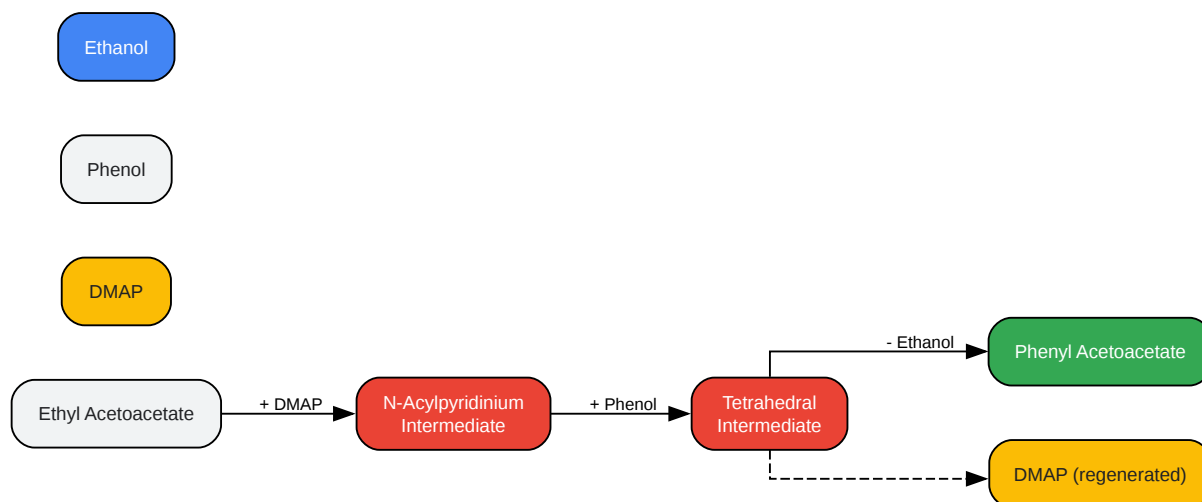 Ethanol
Phenol
DMAP
Ethyl Acetoacetate
+ DMAP
N-Acylpyridinium
Intermediate
+ Phenol
Tetrahedral
Intermediate
- Ethanol
Phenyl Acetoacetate
DMAP (regenerated)